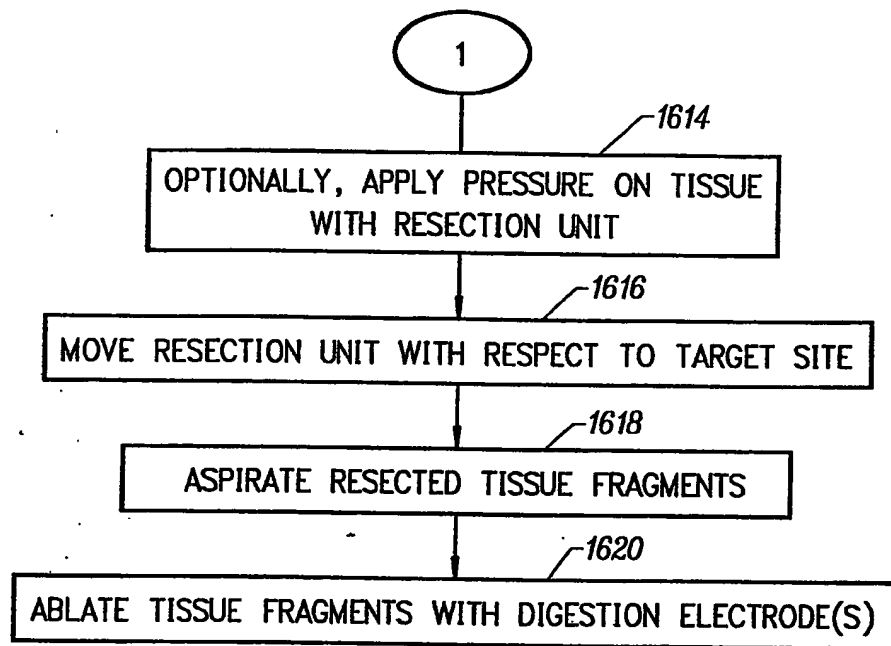 1
1614
OPTIONALLY, APPLY PRESSURE ON TISSUE
WITH RESECTION UNIT
1616
MOVE RESECTION UNIT WITH RESPECT TO TARGET SITE
1618
ASPIRATE RESECTED TISSUE FRAGMENTS
1620
ABLATE TISSUE FRAGMENTS WITH DIGESTION ELECTRODE(S)